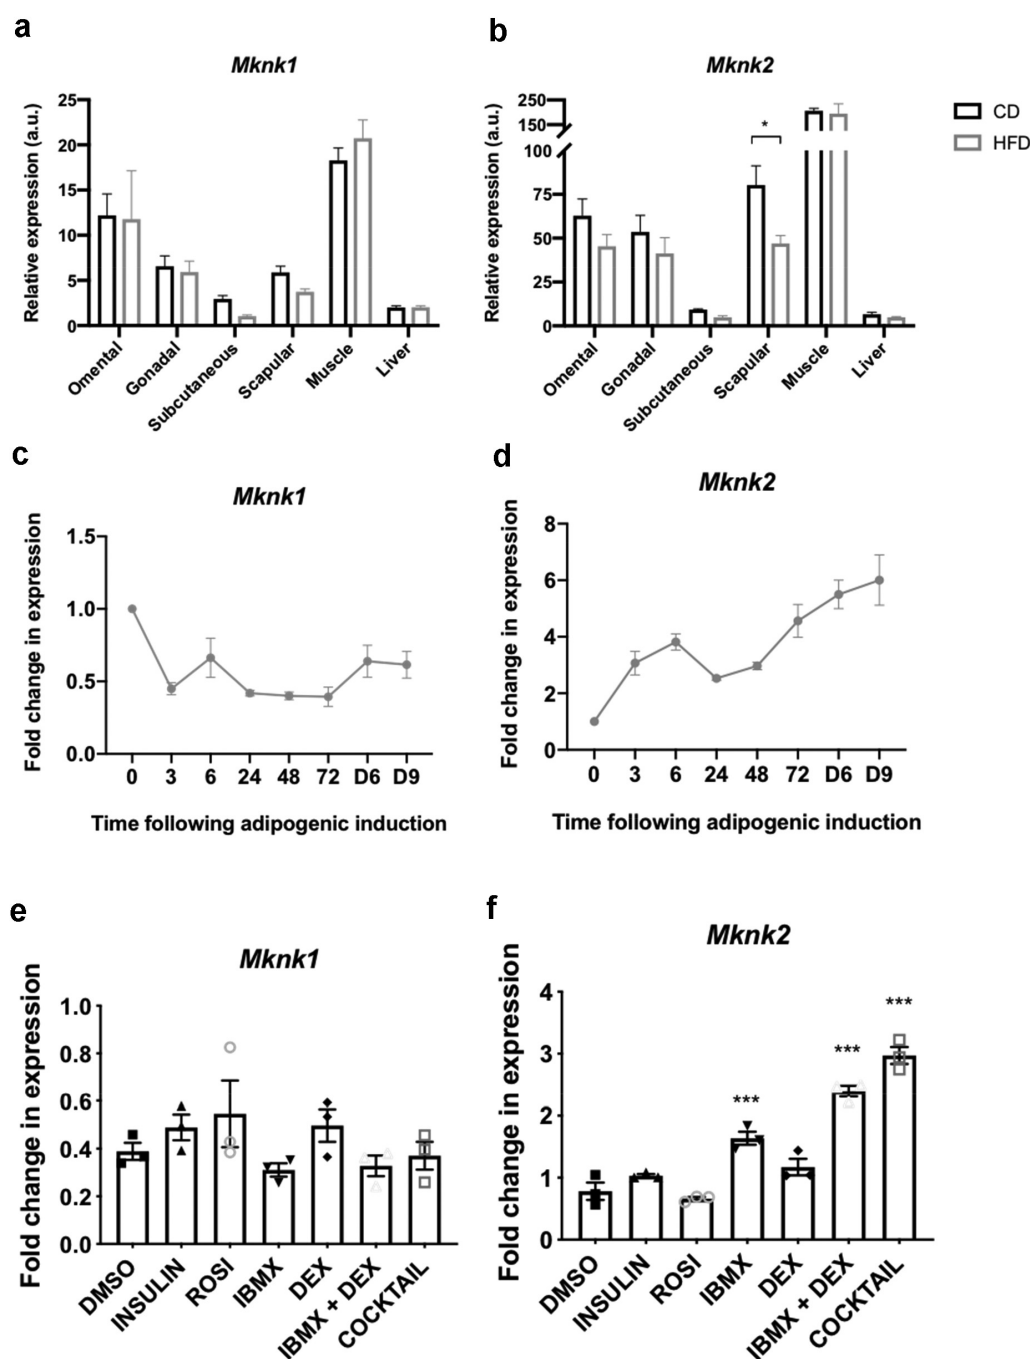 a
Mknk1
Relative expression (a.u.)
25
20
15
10
5
0
Omental
Gonadal
Subcutaneous
Scapular
Muscle
Liver
b
Mknk2
Relative expression (a.u.)
250
150
100
75
50
25
0
*
Omental
Gonadal
Subcutaneous
Scapular
Muscle
Liver
CD
HFD
c
Mknk1
Fold change in expression
1.5
1.0
0.5
0.0
0 3 6 24 48 72 D6 D9
Time following adipogenic induction
d
Mknk2
Fold change in expression
8
6
4
2
0
0 3 6 24 48 72 D6 D9
Time following adipogenic induction
e
Mknk1
Fold change in expression
1.0
0.8
0.6
0.4
0.2
0.0
DMSO
INSULIN
ROSI
IBMX
DEX
IBMX + DEX
COCKTAIL
f
Mknk2
Fold change in expression
4
3
2
1
0
***
***
***
DMSO
INSULIN
ROSI
IBMX
DEX
IBMX + DEX
COCKTAIL